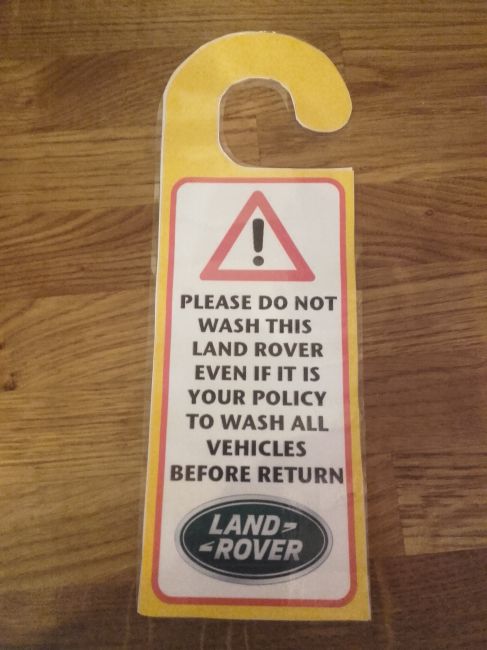 !
PLEASE DO NOT
WASH THIS
LAND ROVER
EVEN IF IT IS
YOUR POLICY
TO WASH ALL
VEHICLES
BEFORE RETURN
LAND
ROVER